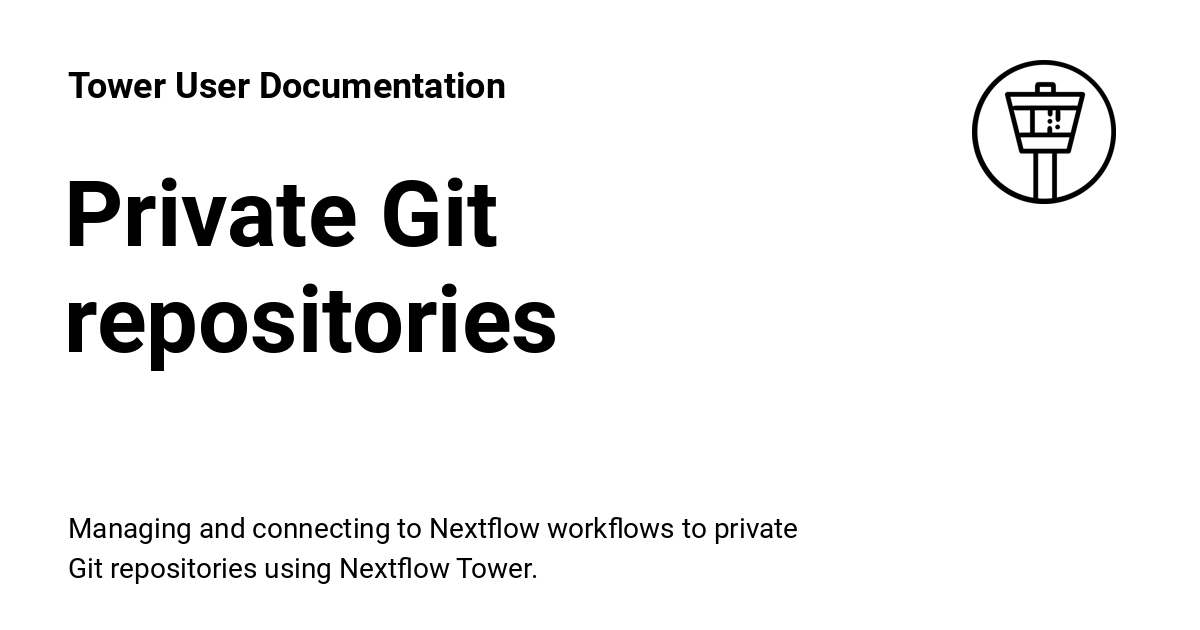 Tower User Documentation
Private Git
repositories
Managing and connecting to Nextflow workflows to private
Git repositories using Nextflow Tower.